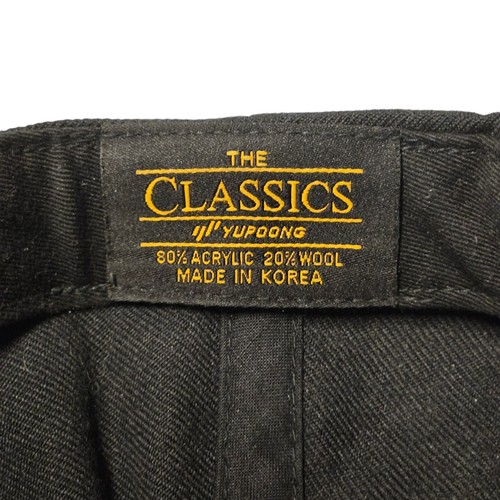 THE
CLASSICS
YUPOONG
80% ACRYLIC 20% WOOL
MADE IN KOREA